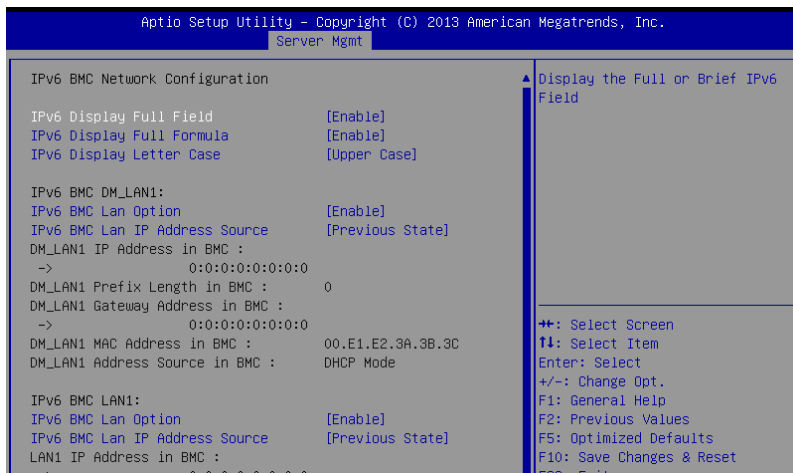 Aptio Setup Utility – Copyright (C) 2013 American Megatrends, Inc.
Server Mgmt
IPv6 BMC Network Configuration
IPv6 Display Full Field [Enable]
IPv6 Display Full Formula [Enable]
IPv6 Display Letter Case [Upper Case]
IPv6 BMC DM_LAN1:
IPv6 BMC Lan Option [Enable]
IPv6 BMC Lan IP Address Source [Previous State]
DM_LAN1 IP Address in BMC :
-> 0:0:0:0:0:0:0:0
DM_LAN1 Prefix Length in BMC : 0
DM_LAN1 Gateway Address in BMC :
-> 0:0:0:0:0:0:0:0
DM_LAN1 MAC Address in BMC : 00.E1.E2.3A.3B.3C
DM_LAN1 Address Source in BMC : DHCP Mode
IPv6 BMC LAN1:
IPv6 BMC Lan Option [Enable]
IPv6 BMC Lan IP Address Source [Previous State]
LAN1 IP Address in BMC :
Display the Full or Brief IPv6
Field
→←: Select Screen
↑↓: Select Item
Enter: Select
+/-: Change Opt.
F1: General Help
F2: Previous Values
F5: Optimized Defaults
F10: Save Changes & Reset